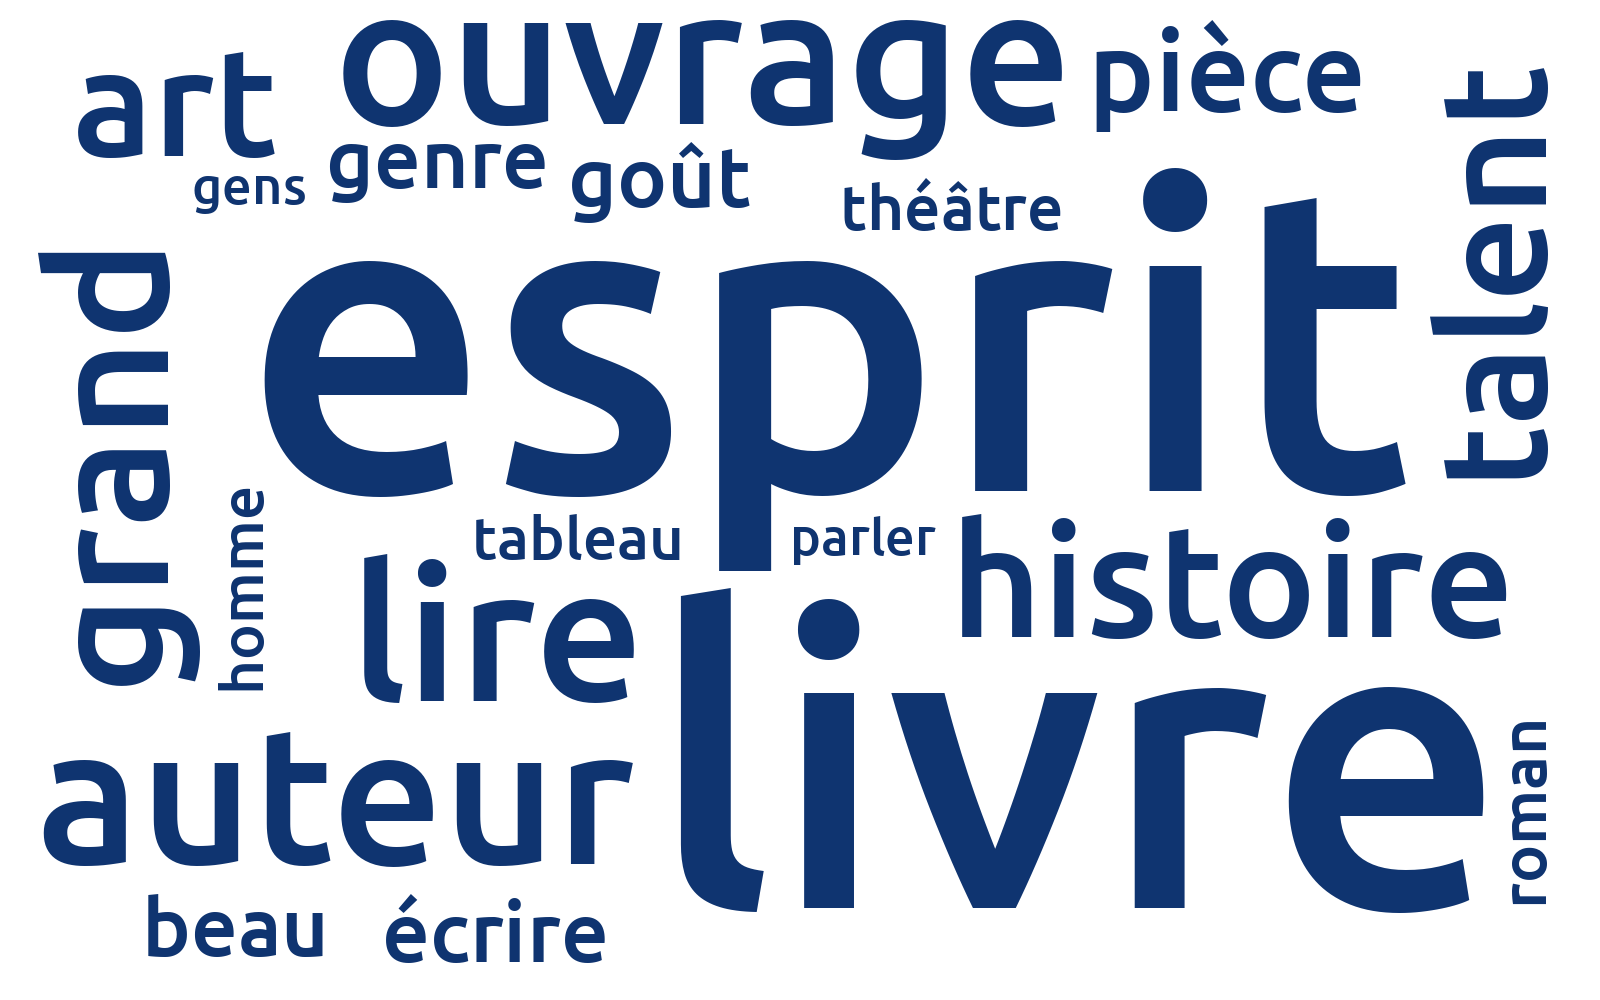 ouvrage
pièce
art
genre
goût
gens
théâtre
talent
esprit
grand
homme
tableau
parler
histoire
lire
livre
auteur
roman
beau
écrire